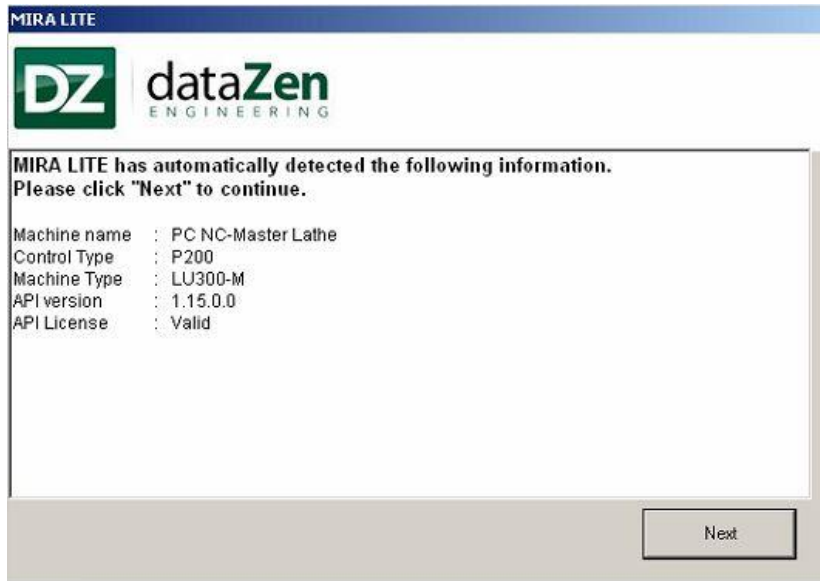 MIRA LITE
DZ dataZen
ENGINEERING
MIRA LITE has automatically detected the following information.
Please click "Next" to continue.
Machine name : PC NC-Master Lathe
Control Type : P200
Machine Type : LU300-M
API version : 1.15.0.0
API License : Valid
Next